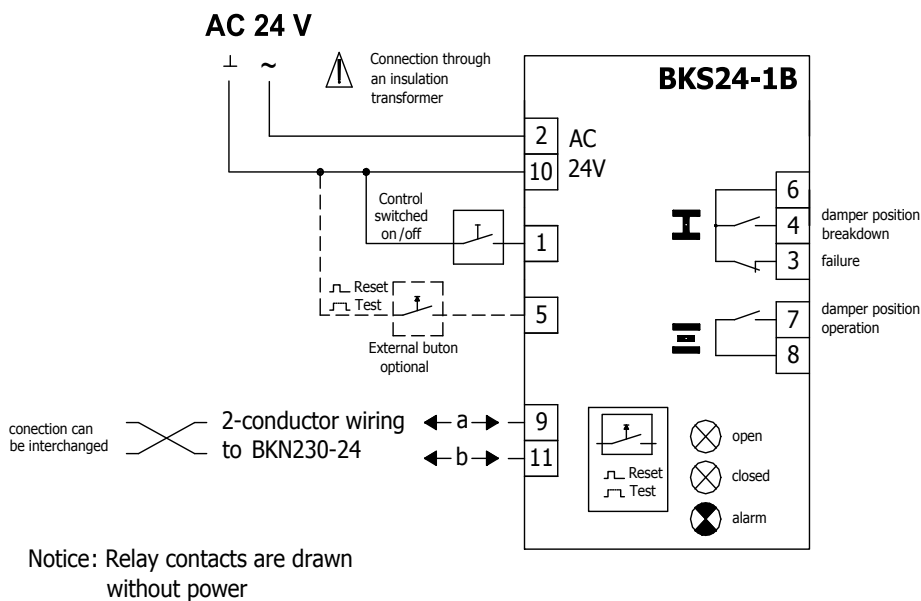 AC 24 V
⊥ ~
Connection through
an insulation
transformer
BKS24-1B
2
AC
10
24V
Control
switched
on/off
1
6
4
damper position
breakdown
3
failure
Reset
Test
5
External buton
optional
7
damper position
operation
8
conection can
be interchanged
2-conductor wiring
to BKN230-24
a
b
9
11
Reset
Test
open
closed
alarm
Notice: Relay contacts are drawn
without power